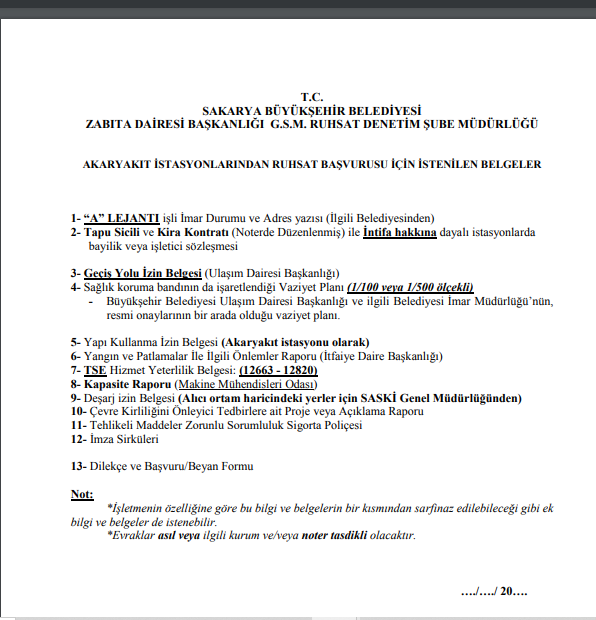 T.C.
SAKARYA BÜYÜKŞEHİR BELEDİYESİ
ZABITA DAİRESİ BAŞKANLIĞI G.S.M. RUHSAT DENETİM ŞUBE MÜDÜRLÜĞÜ
AKARYAKIT İSTASYONLARINDAN RUHSAT BAŞVURUSU İÇİN İSTENİLEN BELGELER
1- “A” LEJANTI işli İmar Durumu ve Adres yazısı (İlgili Belediyesinden)
2- Tapu Sicili ve Kira Kontratı (Noterde Düzenlenmiş) ile İntifa hakkına dayalı istasyonlarda
bayilik veya işletici sözleşmesi
3- Geçiş Yolu İzin Belgesi (Ulaşım Dairesi Başkanlığı)
4- Sağlık koruma bandının da işaretlendiği Vaziyet Planı (1/100 veya 1/500 ölçekli)
- Büyükşehir Belediyesi Ulaşım Dairesi Başkanlığı ve ilgili Belediyesi İmar Müdürlüğü’nün,
resmi onaylarının bir arada olduğu vaziyet planı.
5- Yapı Kullanma İzin Belgesi (Akaryakıt istasyonu olarak)
6- Yangın ve Patlamalar İle İlgili Önlemler Raporu (İtfaiye Daire Başkanlığı)
7- TSE Hizmet Yeterlilik Belgesi: (12663 - 12820)
8- Kapasite Raporu (Makine Mühendisleri Odası)
9- Deşarj izin Belgesi (Alıcı ortam haricindeki yerler için SASKİ Genel Müdürlüğünden)
10- Çevre Kirliliğini Önleyici Tedbirlere ait Proje veya Açıklama Raporu
11- Tehlikeli Maddeler Zorunlu Sorumluluk Sigorta Poliçesi
12- İmza Sirküleri
13- Dilekçe ve Başvuru/Beyan Formu
Not:
*İşletmenin özelliğine göre bu bilgi ve belgelerin bir kısmından sarfinaz edilebileceği gibi ek
bilgi ve belgeler de istenebilir.
*Evraklar asıl veya ilgili kurum ve/veya noter tasdikli olacaktır.
…./…./ 20….